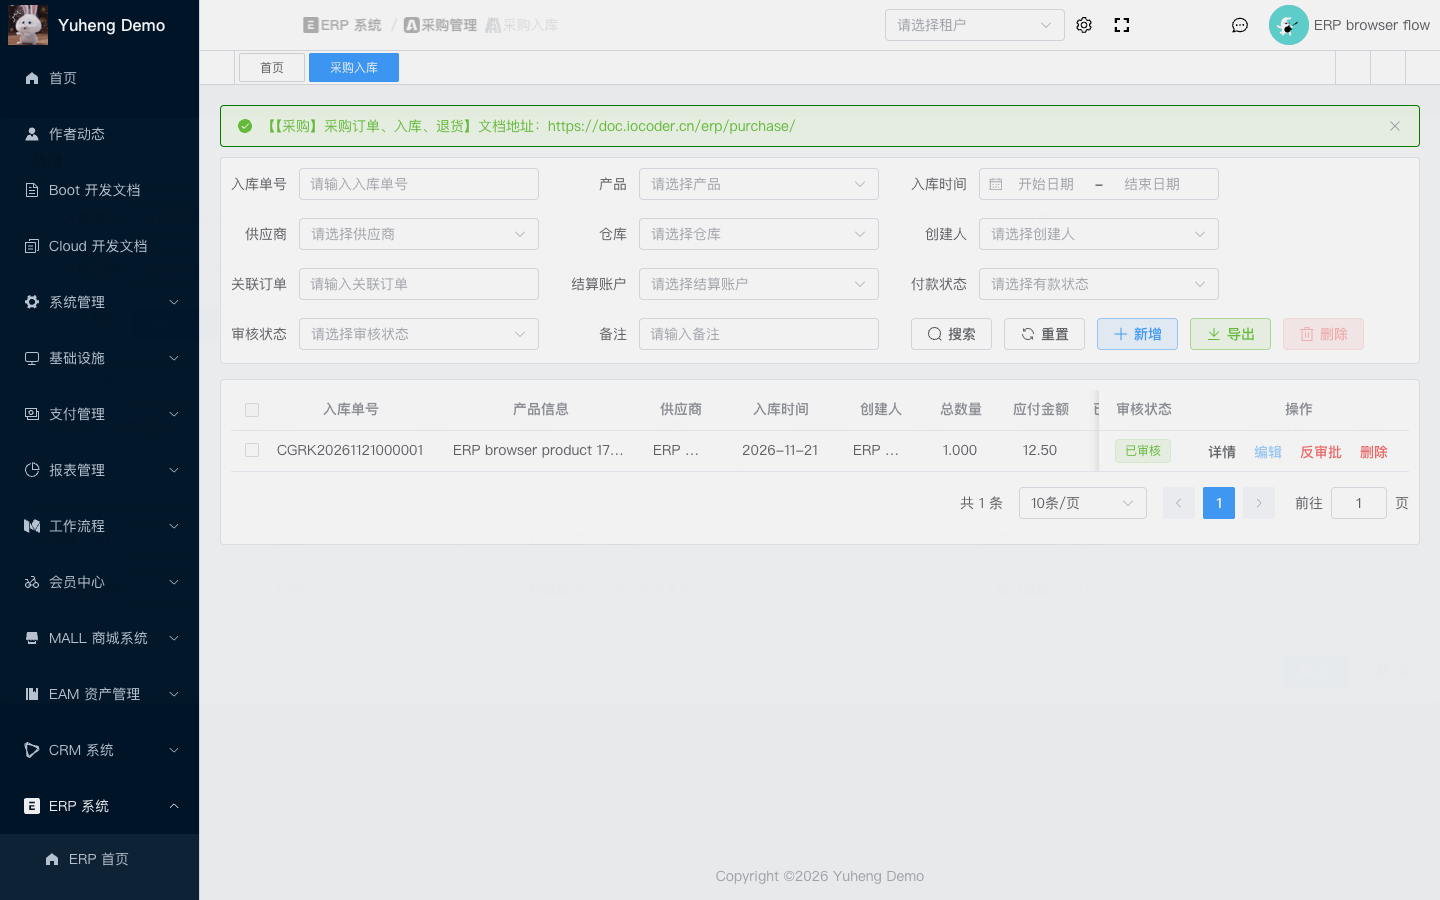 Yuheng Demo
ERP 系统 / 采购管理 采购入库
请选择租户
ERP browser flow
首页
采购入库
首页
作者动态
Boot 开发文档
Cloud 开发文档
系统管理
基础设施
支付管理
报表管理
工作流程
会员中心
MALL 商城系统
EAM 资产管理
CRM 系统
ERP 系统
ERP 首页
【【采购】采购订单、入库、退货】文档地址：https://doc.iocoder.cn/erp/purchase/
入库单号 请输入入库单号 产品 请选择产品 入库时间 开始日期 - 结束日期
供应商 请选择供应商 仓库 请选择仓库 创建人 请选择创建人
关联订单 请输入关联订单 结算账户 请选择结算账户 付款状态 请选择有款状态
审核状态 请选择审核状态 备注 请输入备注 搜索 重置 新增 导出 删除
入库单号 产品信息 供应商 入库时间 创建人 总数量 应付金额 审核状态 操作
CGRK20261121000001 ERP browser product 17... ERP ... 2026-11-21 ERP ... 1.000 12.50 已审核 详情 编辑 反审批 删除
共 1 条 10条/页 1 前往 1 页
Copyright ©2026 Yuheng Demo